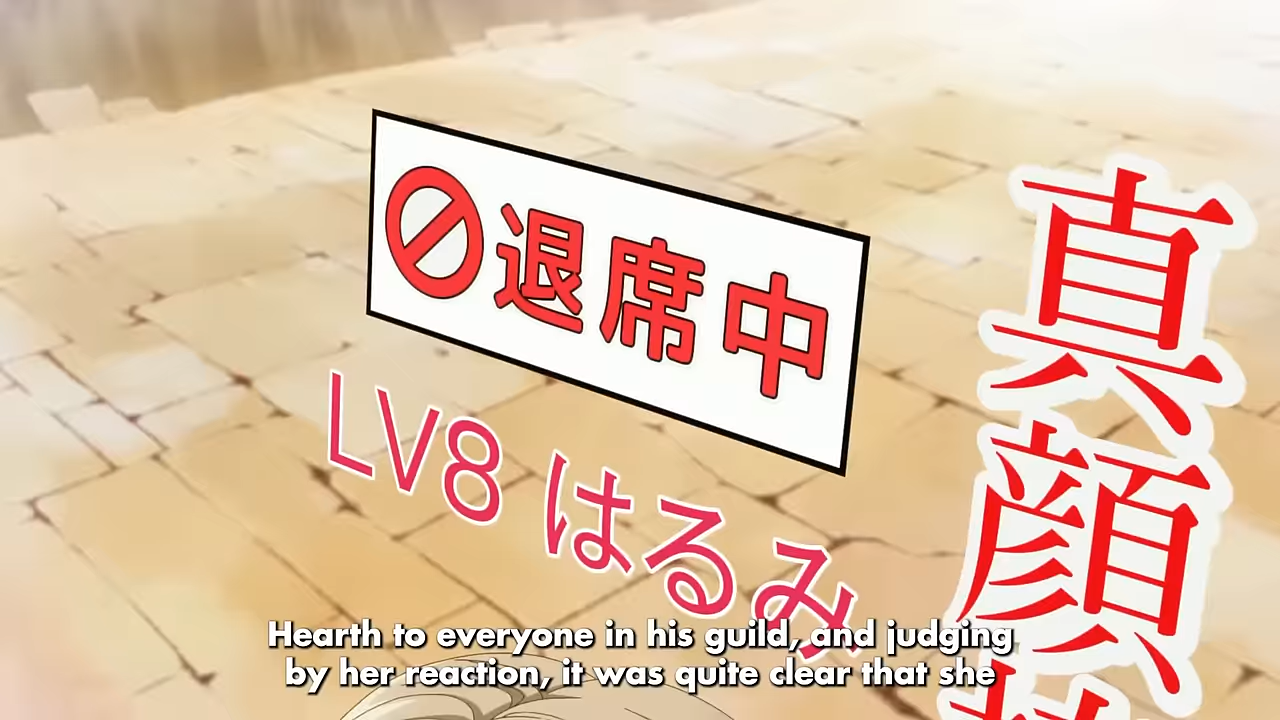 退席中
LV8 はるみ
真顔
Hearth to everyone in his guild, and judging
by her reaction, it was quite clear that she